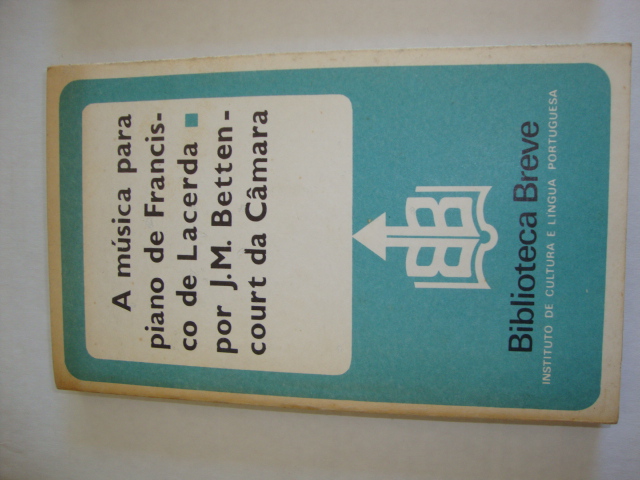 A música para
piano de Francis-
co de Lacerda ■
por J.M. Betten-
court da Câmara
BB
Biblioteca Breve
INSTITUTO DE CULTURA E LÍNGUA PORTUGUESA